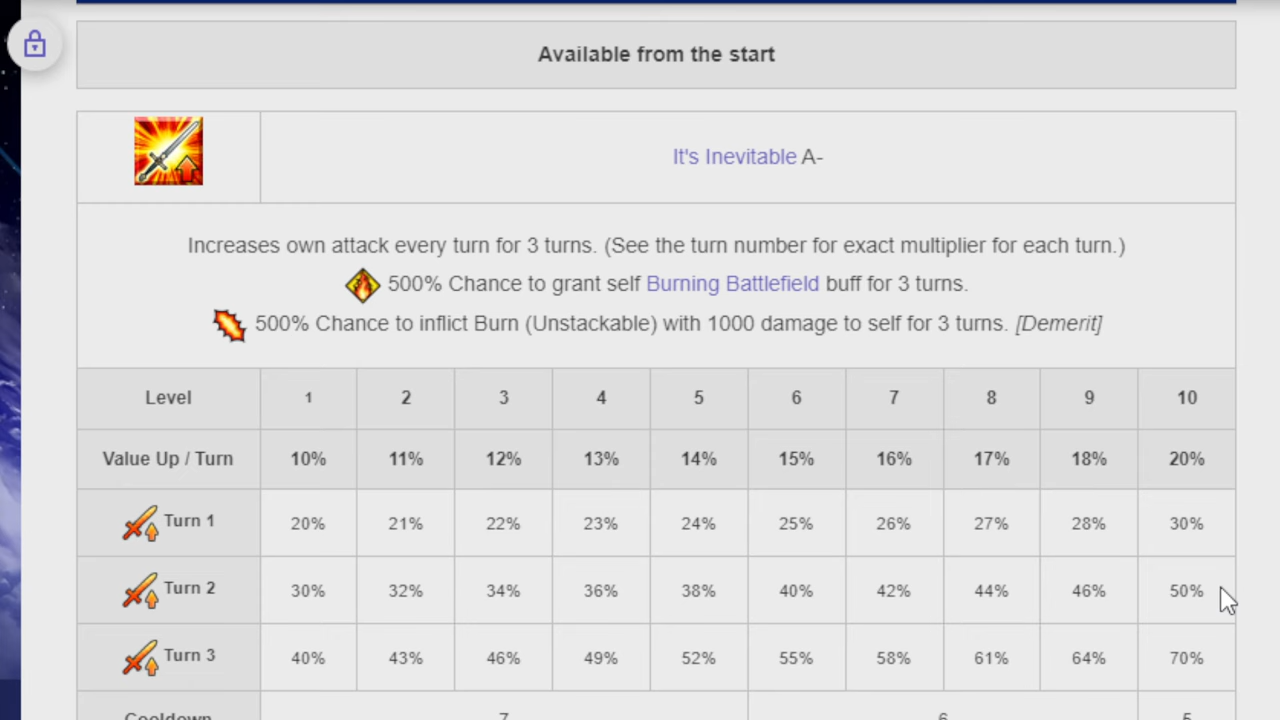 Available from the start
It's Inevitable A-
Increases own attack every turn for 3 turns. (See the turn number for exact multiplier for each turn.)
500% Chance to grant self Burning Battlefield buff for 3 turns.
500% Chance to inflict Burn (Unstackable) with 1000 damage to self for 3 turns. [Demerit]
Level 1 2 3 4 5 6 7 8 9 10
Value Up / Turn 10% 11% 12% 13% 14% 15% 16% 17% 18% 20%
Turn 1 20% 21% 22% 23% 24% 25% 26% 27% 28% 30%
Turn 2 30% 32% 34% 36% 38% 40% 42% 44% 46% 50%
Turn 3 40% 43% 46% 49% 52% 55% 58% 61% 64% 70%
Cooldown 7 6 5